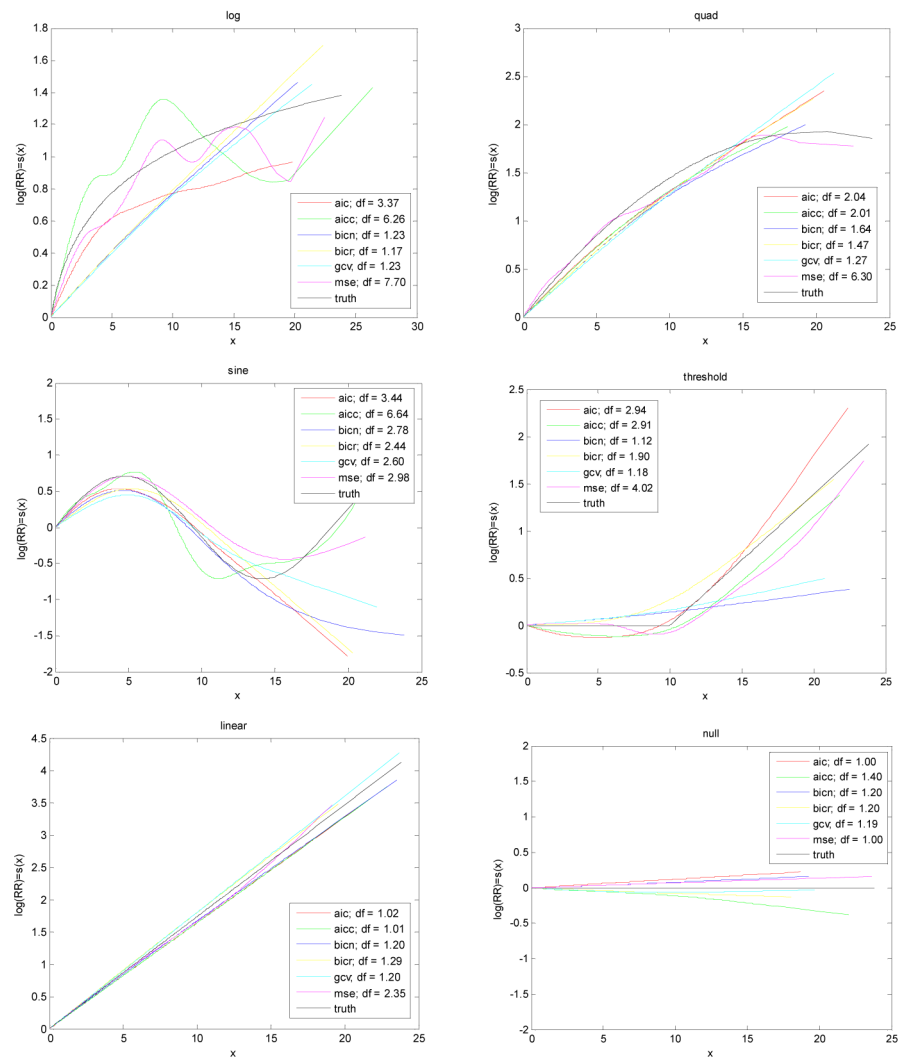 log
log(RR)=s(x)
1.8
1.6
1.4
1.2
1
0.8
0.6
0.4
0.2
0
aic; df = 3.37
aicc; df = 6.26
bicn; df = 1.23
bicr; df = 1.17
gcv; df = 1.23
mse; df = 7.70
truth
0 5 10 15 20 25 30
x
quad
log(RR)=s(x)
3
2.5
2
1.5
1
0.5
0
aic; df = 2.04
aicc; df = 2.01
bicn; df = 1.64
bicr; df = 1.47
gcv; df = 1.27
mse; df = 6.30
truth
0 5 10 15 20 25
x
sine
log(RR)=s(x)
2
1.5
1
0.5
0
-0.5
-1
-1.5
-2
aic; df = 3.44
aicc; df = 6.64
bicn; df = 2.78
bicr; df = 2.44
gcv; df = 2.60
mse; df = 2.98
truth
0 5 10 15 20 25
x
threshold
log(RR)=s(x)
2.5
2
1.5
1
0.5
0
-0.5
aic; df = 2.94
aicc; df = 2.91
bicn; df = 1.12
bicr; df = 1.90
gcv; df = 1.18
mse; df = 4.02
truth
0 5 10 15 20 25
x
linear
log(RR)=s(x)
4.5
4
3.5
3
2.5
2
1.5
1
0.5
0
aic; df = 1.02
aicc; df = 1.01
bicn; df = 1.20
bicr; df = 1.29
gcv; df = 1.20
mse; df = 2.35
truth
0 5 10 15 20 25
x
null
log(RR)=s(x)
2
1.5
1
0.5
0
-0.5
-1
-1.5
-2
aic; df = 1.00
aicc; df = 1.40
bicn; df = 1.20
bicr; df = 1.20
gcv; df = 1.19
mse; df = 1.00
truth
0 5 10 15 20 25
x